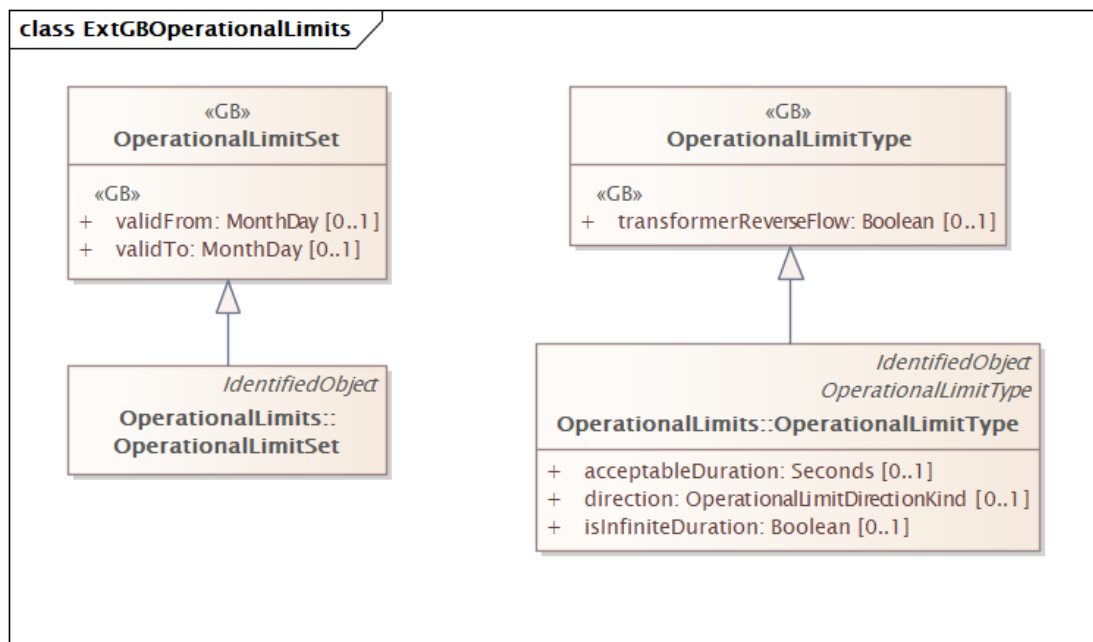 class ExtGBOperationalLimits
«GB»
OperationalLimitSet
«GB»
+ validFrom: MonthDay [0..1]
+ validTo: MonthDay [0..1]
IdentifiedObject
OperationalLimits::
OperationalLimitSet
«GB»
OperationalLimitType
«GB»
+ transformerReverseFlow: Boolean [0..1]
IdentifiedObject
OperationalLimitType
OperationalLimits::OperationalLimitType
+ acceptableDuration: Seconds [0..1]
+ direction: OperationalLimitDirectionKind [0..1]
+ isInfiniteDuration: Boolean [0..1]